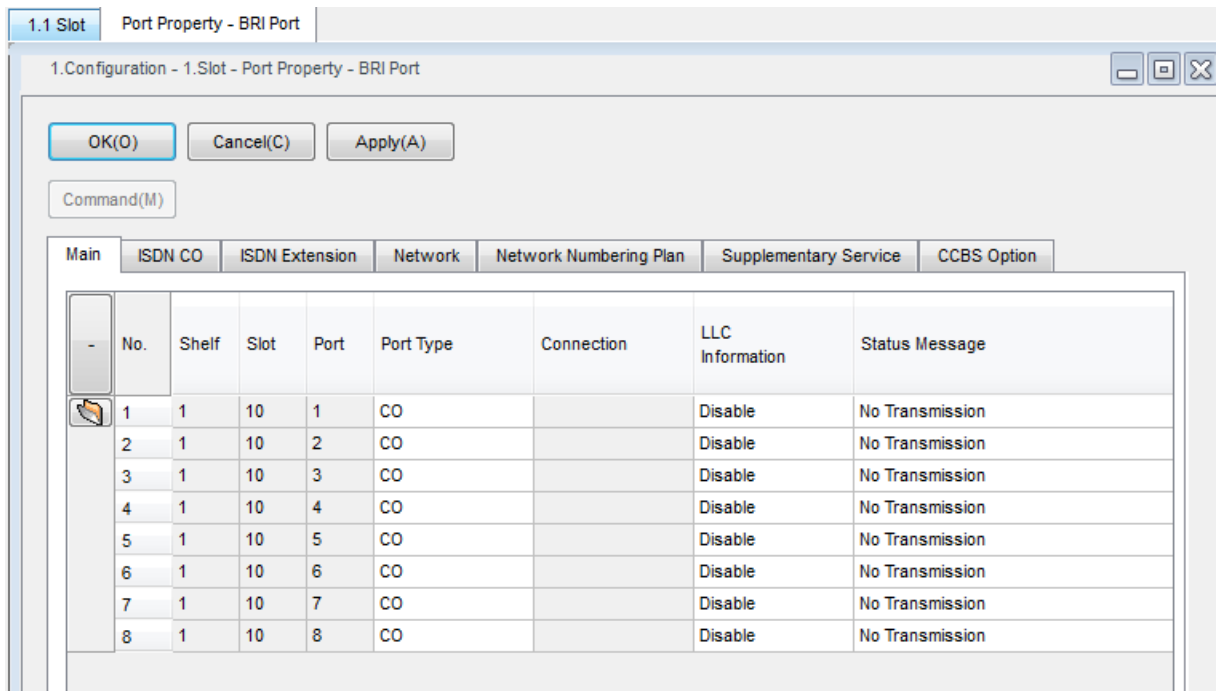 1.1 Slot Port Property - BRI Port
1.Configuration - 1.Slot - Port Property - BRI Port
OK(O) Cancel(C) Apply(A)
Command(M)
Main ISDN CO ISDN Extension Network Network Numbering Plan Supplementary Service CCBS Option
- No. Shelf Slot Port Port Type Connection LLC Information Status Message
1 1 10 1 CO Disable No Transmission
2 1 10 2 CO Disable No Transmission
3 1 10 3 CO Disable No Transmission
4 1 10 4 CO Disable No Transmission
5 1 10 5 CO Disable No Transmission
6 1 10 6 CO Disable No Transmission
7 1 10 7 CO Disable No Transmission
8 1 10 8 CO Disable No Transmission